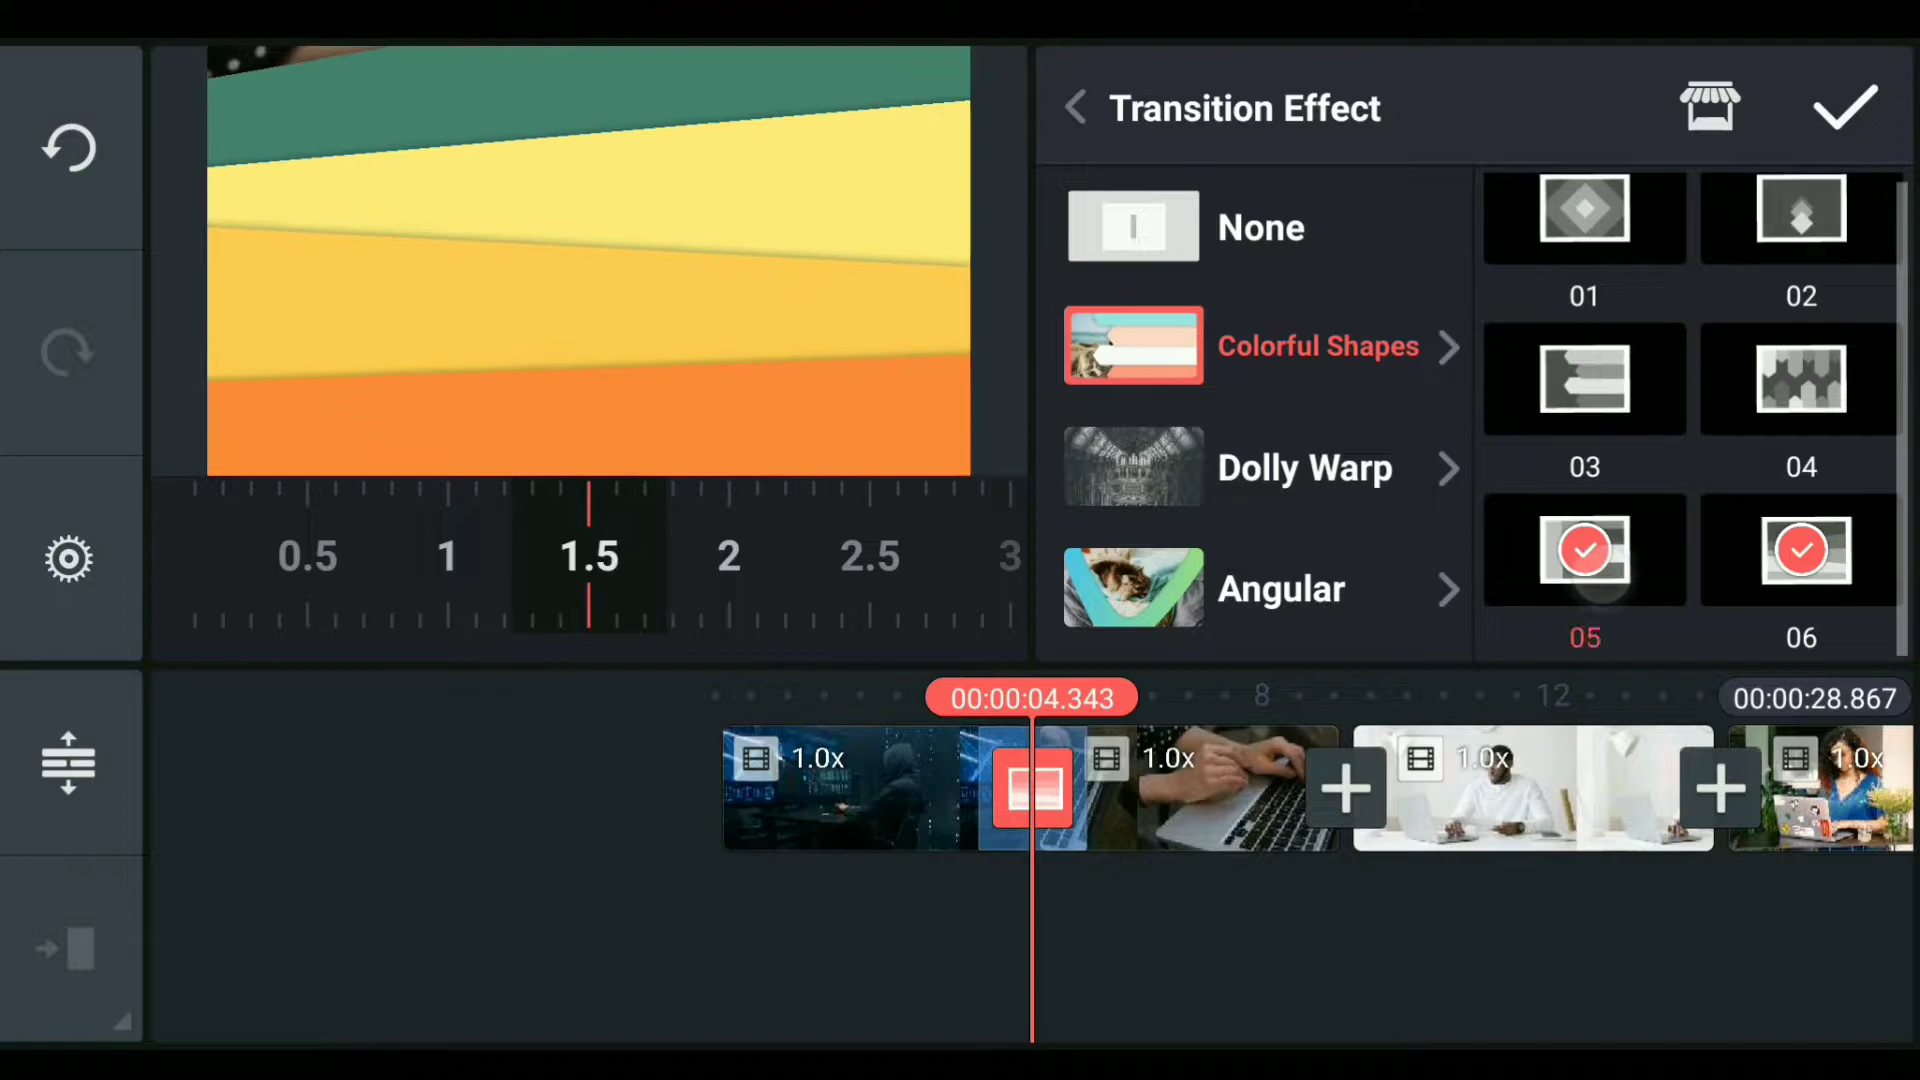 Transition Effect
None
Colorful Shapes
Dolly Warp
Angular
01
02
03
04
05
06
0.5
1
1.5
2
2.5
3
00:00:04.343
8
12
00:00:28.867
1.0x
1.0x
1.0x
1.0x